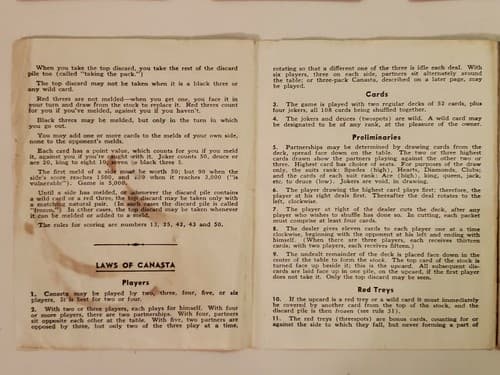 When you take the top discard, you take the rest of the discard
pile too (called "taking the pack.")
The top discard may not be taken when it is a black three or
any wild card.
Red threes are not melded—when you get one, you face it in
your turn and draw from the stock to replace it. Red threes count
for you if you've melded, against you if you haven't.
Black threes may be melded, but only in the turn in which
you go out.
You may add one or more cards to the melds of your own side,
none to the opponent's melds.
Each card has a point value, which counts for you if you meld
it, against you if you're caught with it. Joker counts 50, deuce or
ace 20, king to eight 10, seven to black three 5.
The first meld of a side must be worth 50; but 90 when the
side's score reaches 1500, and 120 when it reaches 3,000 ("is
vulnerable"). Game is 5,000.
Until a side has melded, or whenever the discard pile contains
a wild card or a red three, the top discard may be taken only with
a matching natural pair. (In this case the discard pile is called
"frozen.") In other cases, the top discard may be taken whenever
it can be melded or added to a meld.
The rules for scoring are numbers 13, 25, 42, 43 and 50.
LAWS OF CANASTA
Players
1. Canasta may be played by two, three, four, five, or six
players. It is best for two or four.
2. With two or three players, each plays for himself. With four
or more players, there are two partnerships. With four, partners
sit opposite each other at the table. With five, two partners are
opposed by three, but only two of the three play at a time,
rotating so that a different one of the three is idle each deal. With
six players, three on each side, partners sit alternately around
the table; or three-pack Canasta, described on a later page, may
be played.
Cards
3. The game is played with two regular decks of 52 cards, plus
four jokers, all 108 cards being shuffled together.
4. The jokers and deuces (twospots) are wild. A wild card may
be designated to be of any rank, at the pleasure of the owner.
Preliminaries
5. Partnerships may be determined by drawing cards from the
deck, spread face down on the table. The two or three highest
cards drawn show the partners playing against the other two or
three. Highest card has choice of seats. For purposes of the draw
only, the suits rank: Spades (high), Hearts, Diamonds, Clubs;
and the cards of each suit rank: Ace (high), king, queen, jack,
etc. to deuce (low). Jokers are void, in drawing.
6. The player drawing the highest card plays first; therefore, the
player at his right deals first. Thereafter the deal rotates to the
left, clockwise.
7. The player at right of the dealer cuts the deck, after any
player who wishes to shuffle has done so. In cutting, each packet
must comprise at least four cards.
8. The dealer gives eleven cards to each player one at a time
clockwise, beginning with the opponent at his left and ending with
himself. (When there are three players, each receives thirteen
cards; with two players, each receives fifteen.)
9. The undealt remainder of the deck is placed face down in the
center of the table to form the stock. The top card of the stock is
turned face up beside it; this is the upcard. All subsequent dis-
cards are laid face up in one pile, on the upcard, if the first player
does not take it. Only the top discard may be seen.
Red Treys
10. If the upcard is a red trey or a wild card it must immediately
be covered by another card from the top of the stock, and the
discard pile is then frozen (see rule 31).
11. The red treys (threespots) are bonus cards, counting for or
against the side to which they fall, but never forming a part of